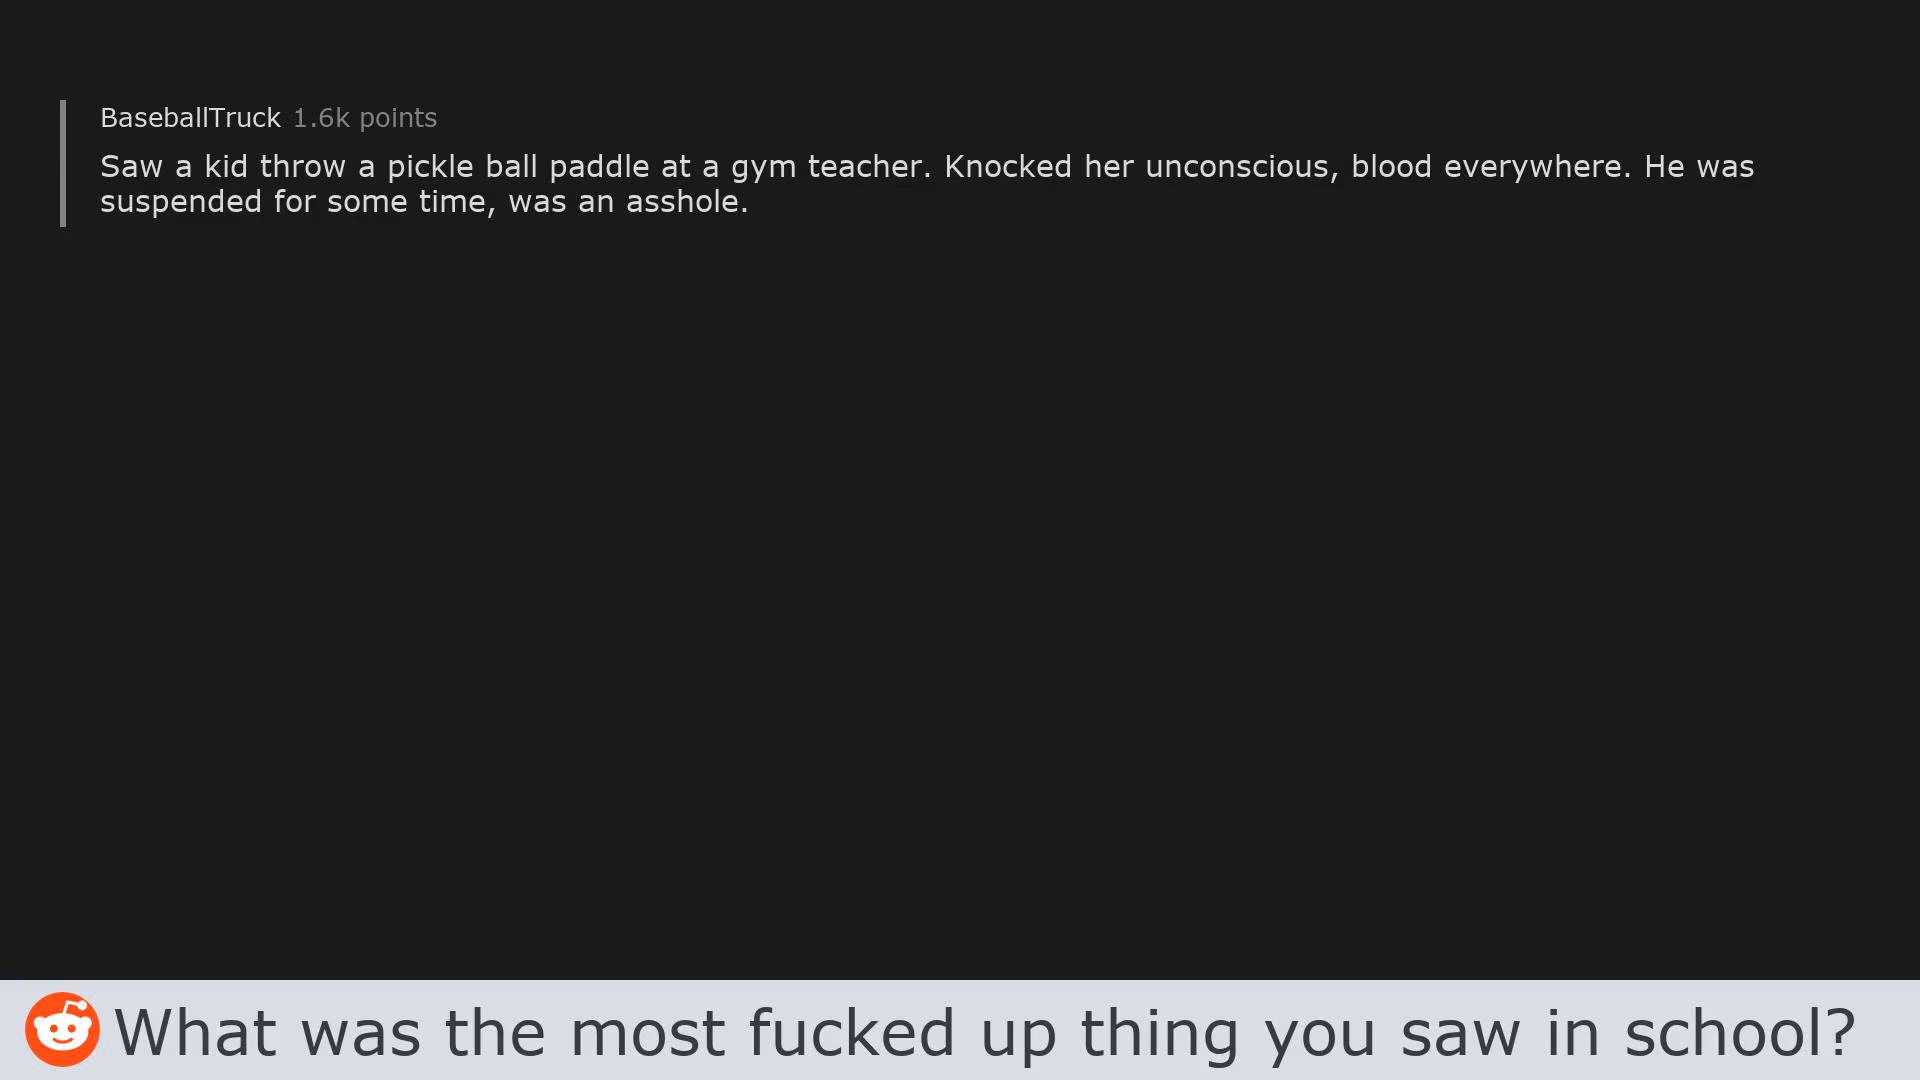 BaseballTruck 1.6k points
Saw a kid throw a pickle ball paddle at a gym teacher. Knocked her unconscious, blood everywhere. He was
suspended for some time, was an asshole.
What was the most fucked up thing you saw in school?